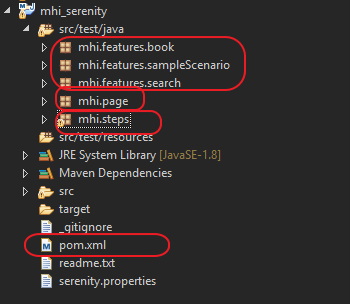 mhi_serenity
src/test/java
mhi.features.book
mhi.features.sampleScenario
mhi.features.search
mhi.page
mhi.steps
src/test/resources
JRE System Library [JavaSE-1.8]
Maven Dependencies
src
target
_gitignore
pom.xml
readme.txt
serenity.properties